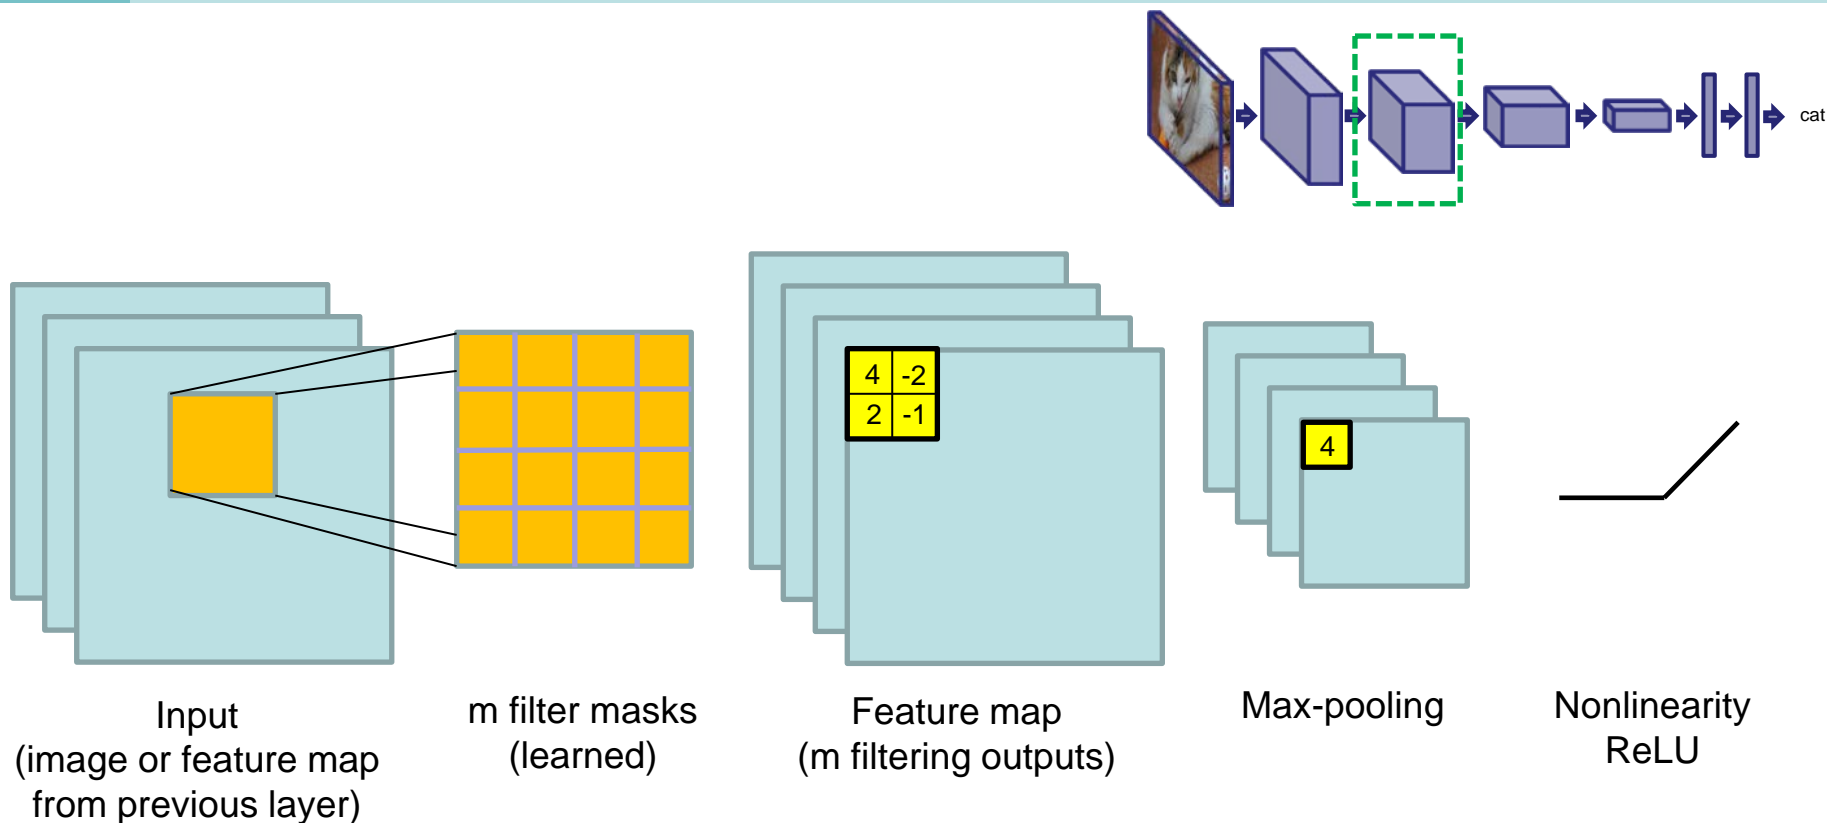 cat
4 -2
2 -1
4
Input
(image or feature map
from previous layer)
m filter masks
(learned)
Feature map
(m filtering outputs)
Max-pooling
Nonlinearity
ReLU